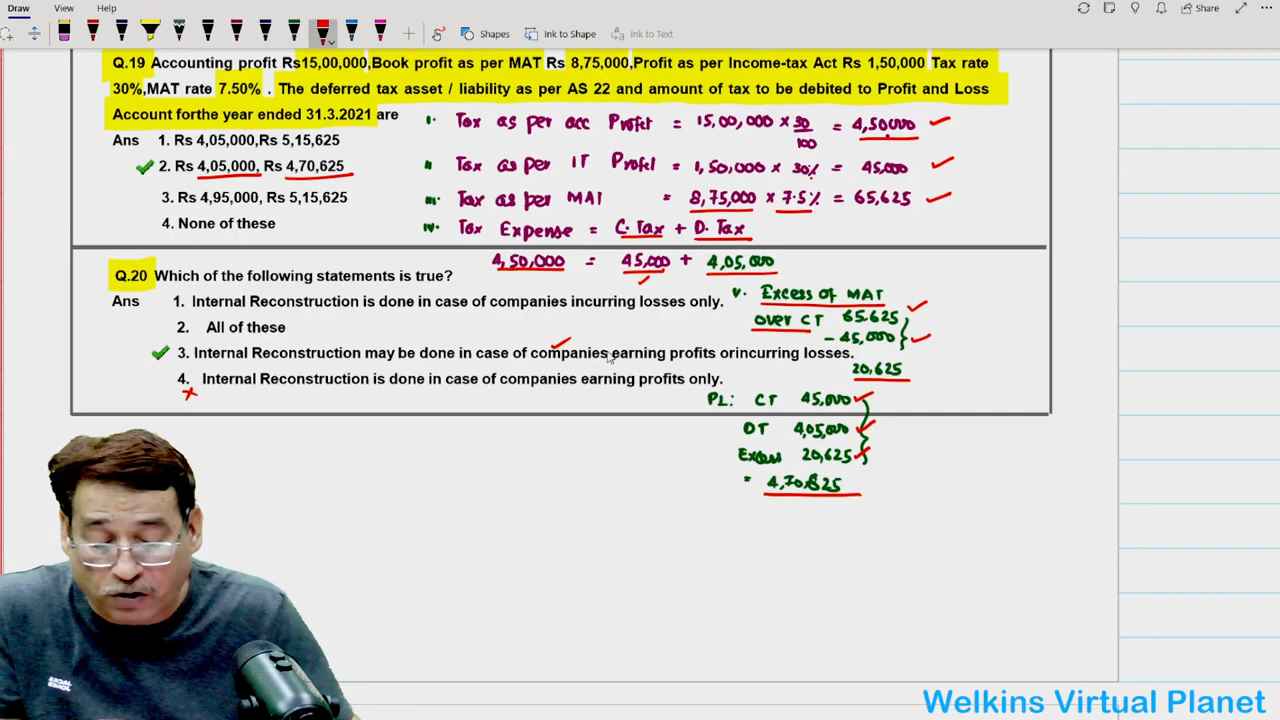 Draw View Help
Share
Shapes Ink to Shape Ink to Text
Q.19 Accounting profit Rs15,00,000,Book profit as per MAT Rs 8,75,000,Profit as per Income-tax Act Rs 1,50,000 Tax rate
30%,MAT rate 7.50% . The deferred tax asset / liability as per AS 22 and amount of tax to be debited to Profit and Loss
Account forthe year ended 31.3.2021 are
Ans 1. Rs 4,05,000,Rs 5,15,625
2. Rs 4,05,000, Rs 4,70,625
3. Rs 4,95,000, Rs 5,15,625
4. None of these
i. Tax as per acc Profit = 15,00,000 × 30/100 = 4,50000
ii Tax as per IT Profit = 1,50,000 × 30% = 45,000
iii. Tax as per MAT = 8,75,000 × 7.5% = 65,625
iv. Tax Expense = C. Tax + D. Tax
4,50,000 = 45,000 + 4,05,000
Q.20 Which of the following statements is true?
Ans 1. Internal Reconstruction is done in case of companies incurring losses only.
2. All of these
3. Internal Reconstruction may be done in case of companies earning profits orincurring losses.
4. Internal Reconstruction is done in case of companies earning profits only.
v. Excess of MAT
over CT 65.625
- 45,000
20,625
PL: CT 45,000
DT 4,05,000
Excess 20,625
= 4,70,625
JACK
JONES
Welkins Virtual Planet